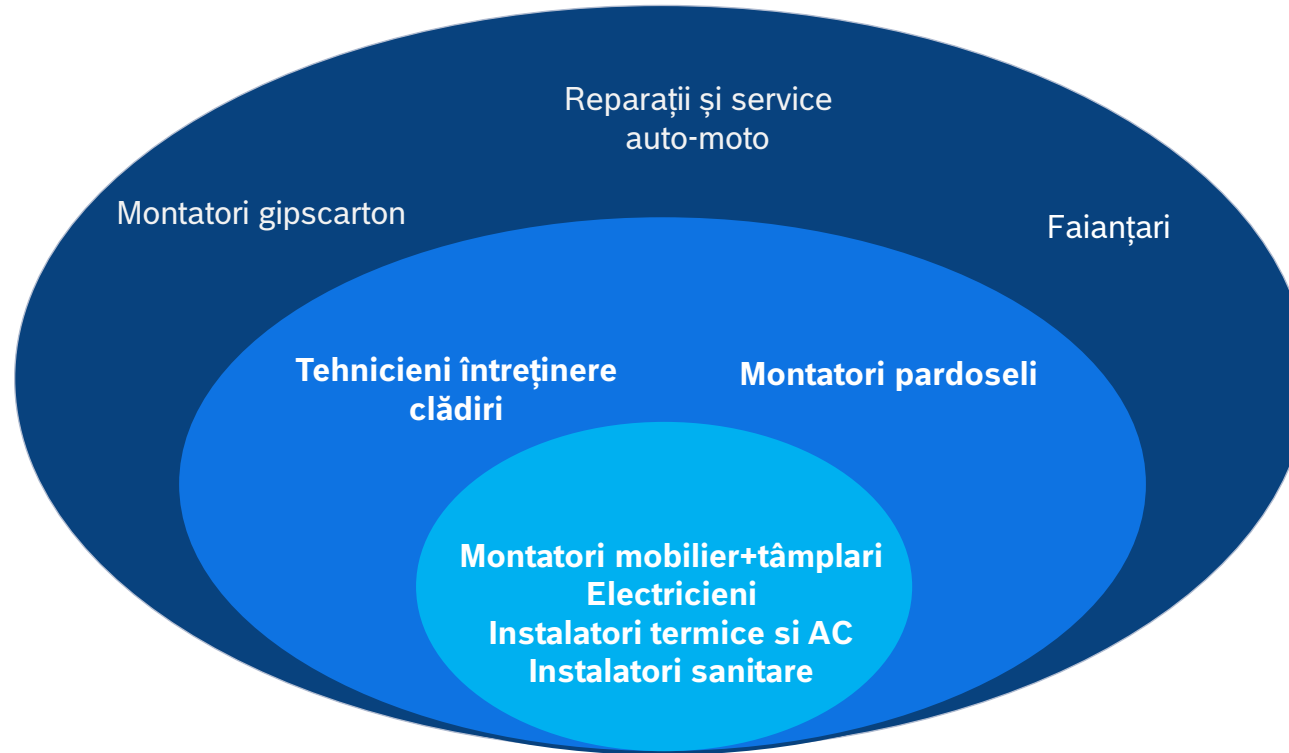 Reparații și service
auto-moto
Montatori gipscarton
Faianțari
Tehnicieni întreținere
clădiri
Montatori pardoseli
Montatori mobilier+tâmplari
Electricieni
Instalatori termice si AC
Instalatori sanitare